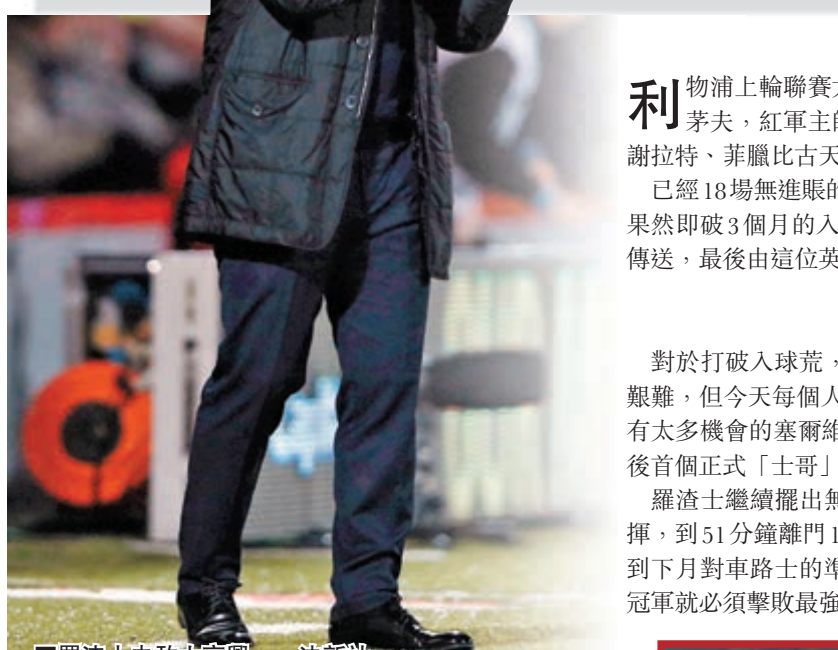 利物浦上輪聯賽
茅夫，紅軍主
謝拉特、菲臘比古天
已經18場無進賬的
果然即破3個月的入
傳送，最後由這位英
對於打破入球荒，
艱難，但今天每個人
有太多機會的塞爾維
後首個正式「士哥」
羅渣士繼續擺出無
揮，到51分鐘離門1
到下月對車路士的準
冠軍就必須擊敗最強